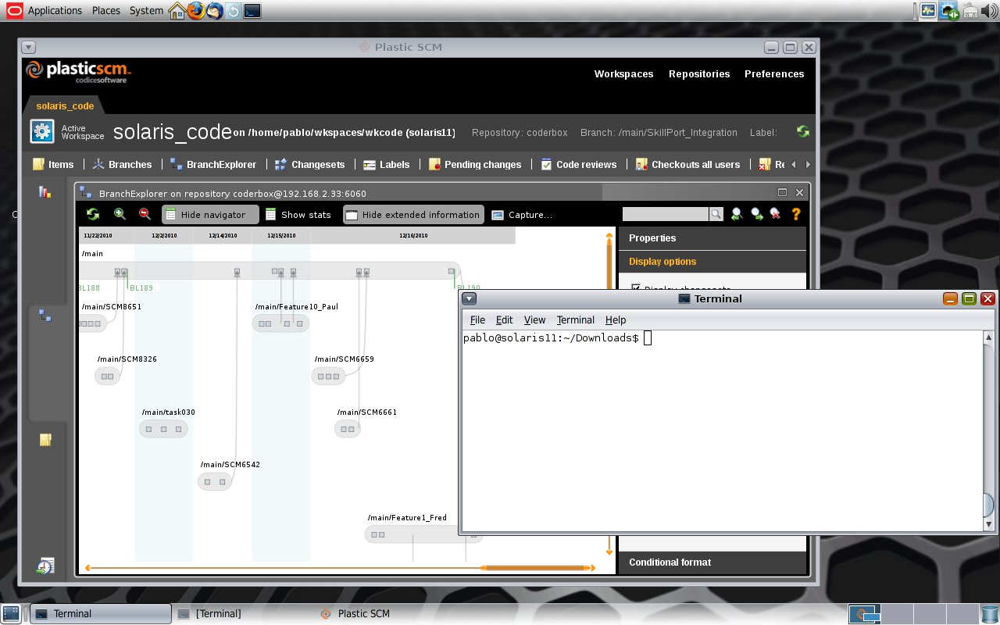 Applications Places System
Plastic SCM
plasticscm
codicesoftware
Workspaces Repositories Preferences
solaris_code
Active
Workspace
solaris_code on /home/pablo/wkspaces/wkcode (solaris11) Repository: coderbox Branch: /main/SkillPort_Integration Label:
Items Branches BranchExplorer Changesets Labels Pending changes Code reviews Checkouts all users Re
BranchExplorer on repository coderbox@192.168.2.33:6060
Hide navigator Show stats Hide extended information Capture...
11/22/2010 12/2/2010 12/14/2010 12/15/2010 12/16/2010
Properties
/main
Display options
BL188 BL189 BL190
Display changesets
/main/SCM8651 /main/Feature10_Paul
Terminal
File Edit View Terminal Help
pablo@solaris11:~/Downloads$
/main/SCM8326 /main/SCM6659
/main/task030 /main/SCM6661
/main/SCM6542
/main/Feature1_Fred
Conditional format
Terminal [Terminal] Plastic SCM